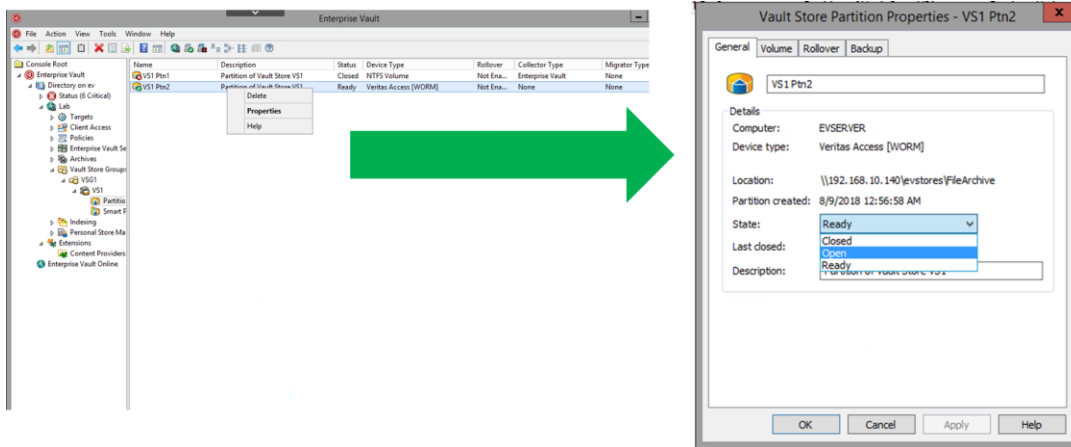 Enterprise Vault
File Action View Tools Window Help
Console Root
Enterprise Vault
Directory on ev
Status (6 Critical)
Lab
Targets
Client Access
Policies
Enterprise Vault Se
Archives
Vault Store Groups
VSG1
VS1
Partitio
Smart P
Indexing
Personal Store Ma
Extensions
Content Providers
Enterprise Vault Online
Name Description Status Device Type Rollover Collector Type Migrator Type
VS1 Ptn1 Partition of Vault Store VS1 Closed NTFS Volume Not Ena... Enterprise Vault None
VS1 Ptn2 Partition of Vault Store VS1 Ready Veritas Access [WORM] Not Ena... None None
Delete
Properties
Help
Vault Store Partition Properties - VS1 Ptn2
General Volume Rollover Backup
VS1 Ptn2
Details
Computer: EVSERVER
Device type: Veritas Access [WORM]
Location: \\192.168.10.140\evstores\FileArchive
Partition created: 8/9/2018 12:56:58 AM
State: Ready
Closed
Last closed: Open
Ready
Description: Partition of Vault Store VS1
OK Cancel Apply Help